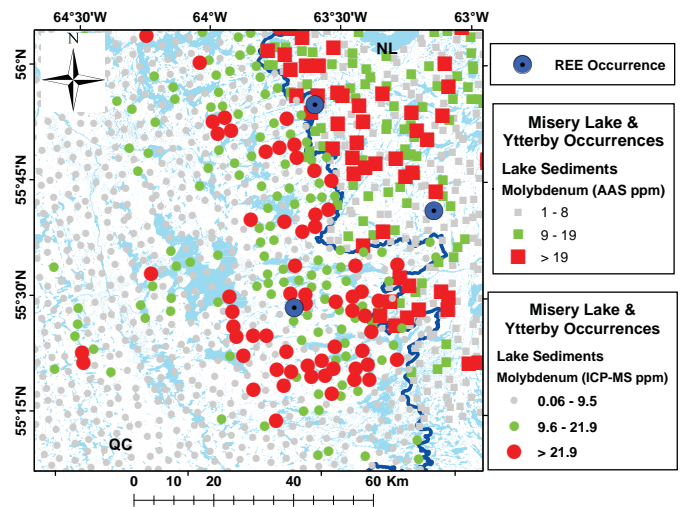 64°30'W 64°W 63°30'W 63°W
N
NL
56°N
55°45'N
55°30'N
55°15'N
QC
0 10 20 40 60 Km
REE Occurrence
Misery Lake &
Ytterby Occurrences
Lake Sediments
Molybdenum (AAS ppm)
1 - 8
9 - 19
> 19
Misery Lake &
Ytterby Occurrences
Lake Sediments
Molybdenum (ICP-MS ppm)
0.06 - 9.5
9.6 - 21.9
> 21.9